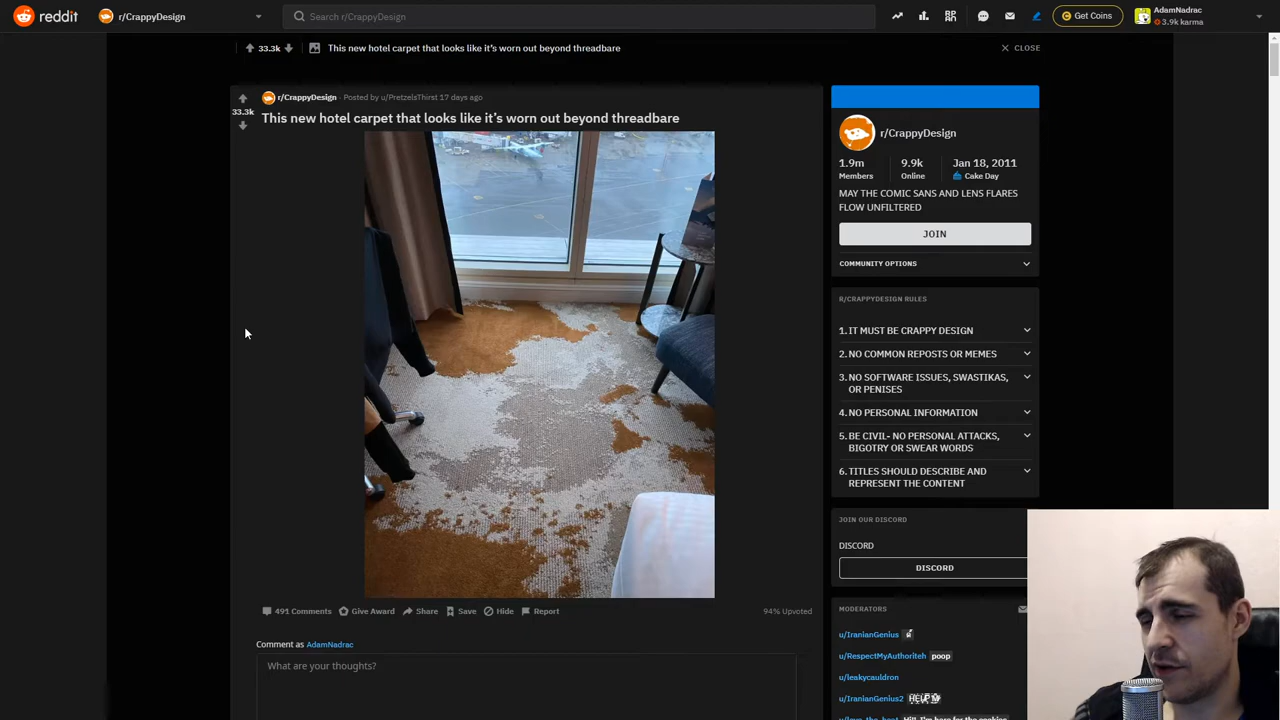 reddit
r/CrappyDesign
Search r/CrappyDesign
Get Coins
AdamNadrac
3.9k karma
33.3k
This new hotel carpet that looks like it’s worn out beyond threadbare
CLOSE
r/CrappyDesign · Posted by u/PretzelsThirst 17 days ago
33.3k
This new hotel carpet that looks like it’s worn out beyond threadbare
491 Comments
Give Award
Share
Save
Hide
Report
94% Upvoted
Comment as AdamNadrac
What are your thoughts?
r/CrappyDesign
1.9m
Members
9.9k
Online
Jan 18, 2011
Cake Day
MAY THE COMIC SANS AND LENS FLARES
FLOW UNFILTERED
JOIN
COMMUNITY OPTIONS
R/CRAPPYDESIGN RULES
1. IT MUST BE CRAPPY DESIGN
2. NO COMMON REPOSTS OR MEMES
3. NO SOFTWARE ISSUES, SWASTIKAS,
OR PENISES
4. NO PERSONAL INFORMATION
5. BE CIVIL- NO PERSONAL ATTACKS,
BIGOTRY OR SWEAR WORDS
6. TITLES SHOULD DESCRIBE AND
REPRESENT THE CONTENT
JOIN OUR DISCORD
DISCORD
DISCORD
MODERATORS
u/IranianGenius
u/RespectMyAuthoriteh poop
u/leakycauldron
u/IranianGenius2